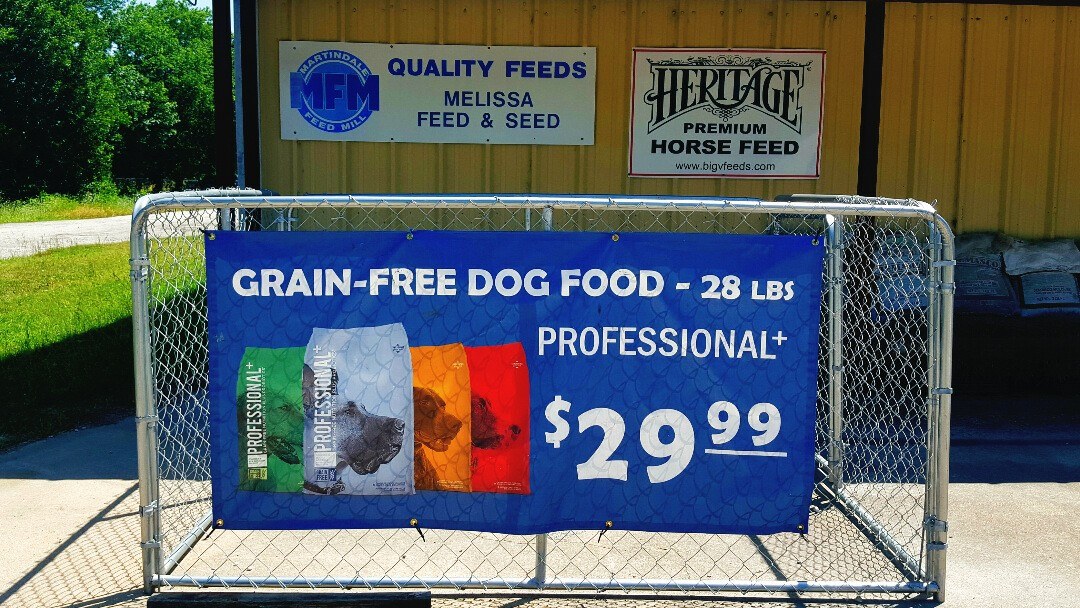 MARTINDALE
MFM
FEED MILL
QUALITY FEEDS
MELISSA
FEED & SEED
HERITAGE
PREMIUM
HORSE FEED
www.bigvfeeds.com
GRAIN-FREE DOG FOOD - 28 LBS
PROFESSIONAL+
$29 99
PROFESSIONAL+
PROFESSIONAL+